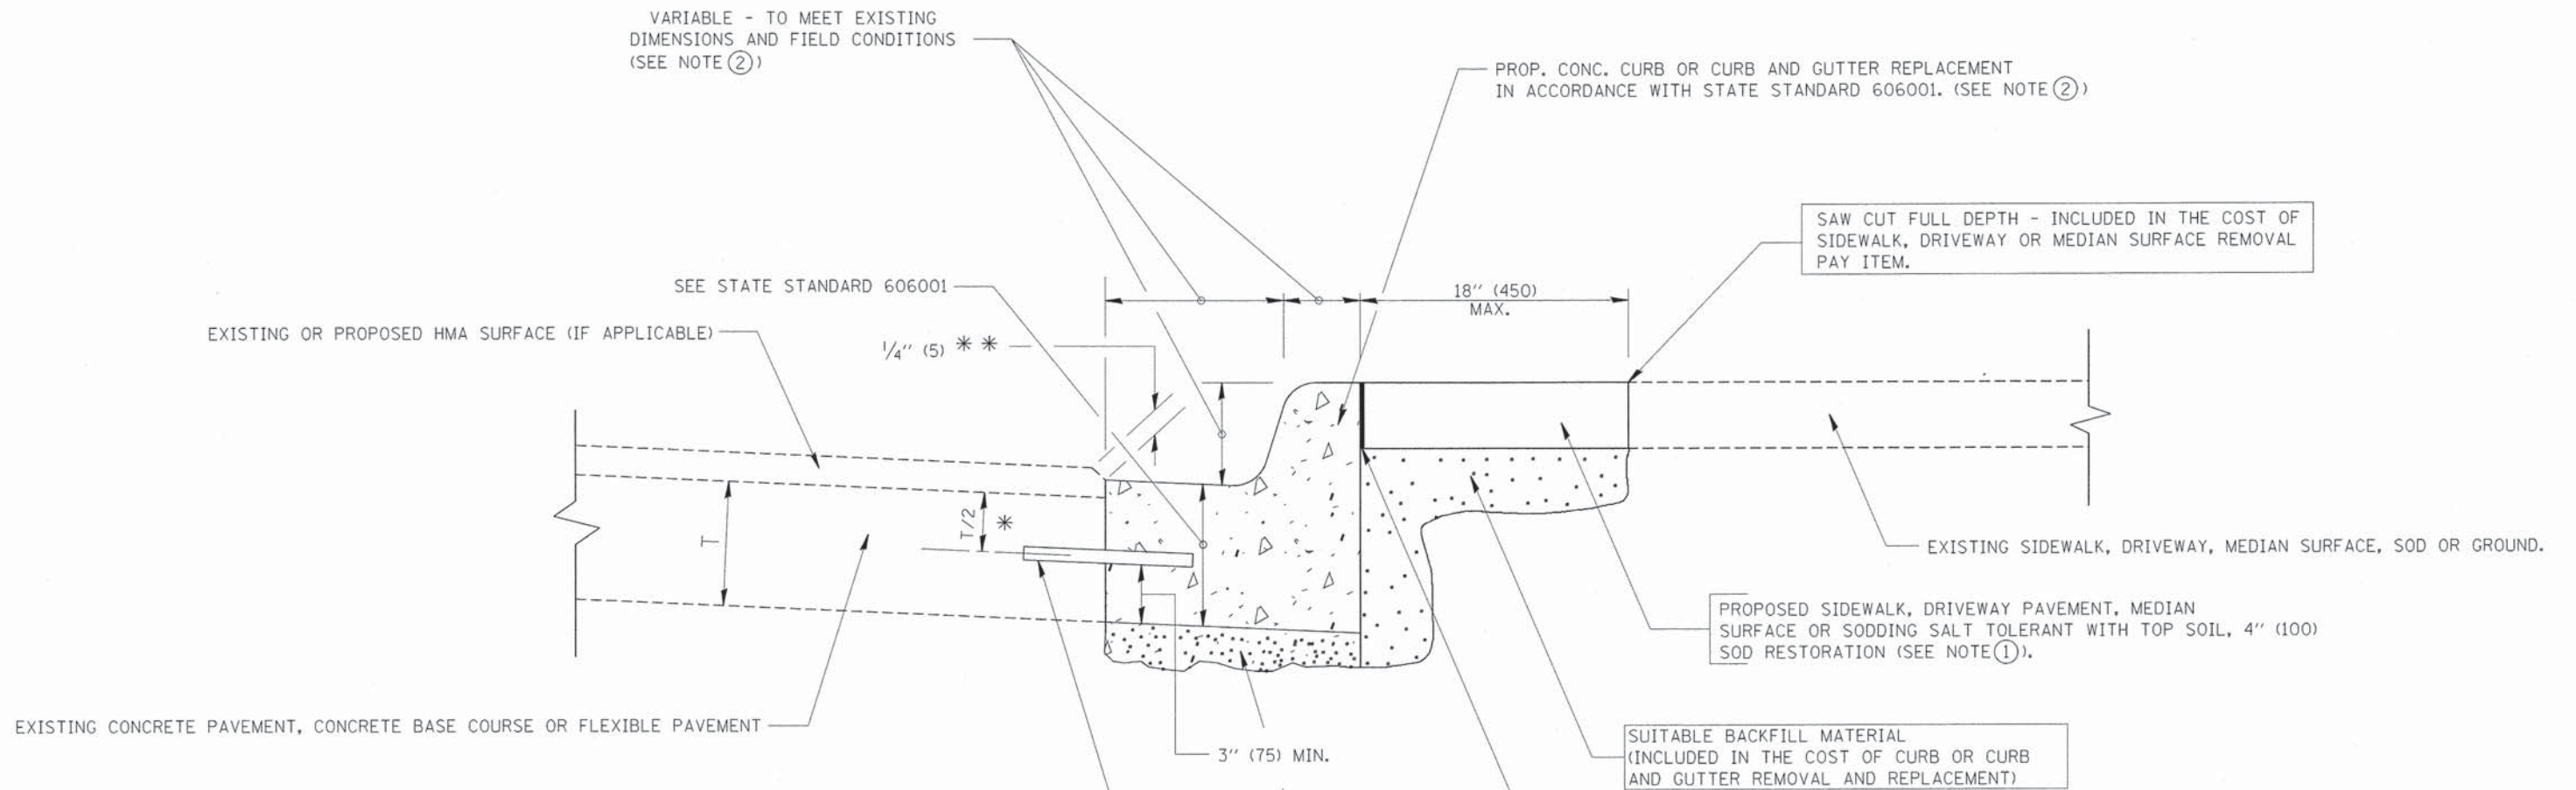 VARIABLE - TO MEET EXISTING
DIMENSIONS AND FIELD CONDITIONS
(SEE NOTE ②)
PROP. CONC. CURB OR CURB AND GUTTER REPLACEMENT
IN ACCORDANCE WITH STATE STANDARD 606001. (SEE NOTE ②)
SAW CUT FULL DEPTH - INCLUDED IN THE COST OF
SIDEWALK, DRIVEWAY OR MEDIAN SURFACE REMOVAL
PAY ITEM.
SEE STATE STANDARD 606001
18" (450)
MAX.
EXISTING OR PROPOSED HMA SURFACE (IF APPLICABLE)
1/4" (5) * *
T
T/2 *
EXISTING SIDEWALK, DRIVEWAY, MEDIAN SURFACE, SOD OR GROUND.
PROPOSED SIDEWALK, DRIVEWAY PAVEMENT, MEDIAN
SURFACE OR SODDING SALT TOLERANT WITH TOP SOIL, 4" (100)
SOD RESTORATION (SEE NOTE ①).
EXISTING CONCRETE PAVEMENT, CONCRETE BASE COURSE OR FLEXIBLE PAVEMENT
3" (75) MIN.
SUITABLE BACKFILL MATERIAL
(INCLUDED IN THE COST OF CURB OR CURB
AND GUTTER REMOVAL AND REPLACEMENT)